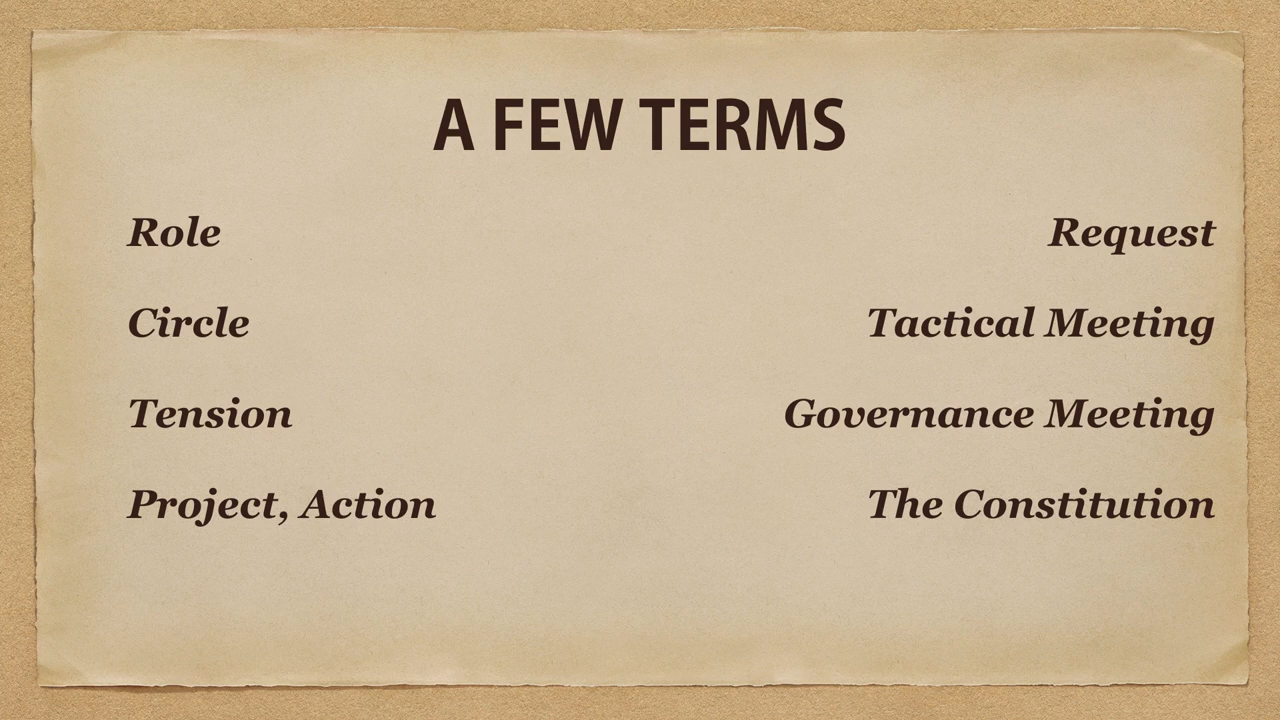 A FEW TERMS
Role
Circle
Tension
Project, Action
Request
Tactical Meeting
Governance Meeting
The Constitution